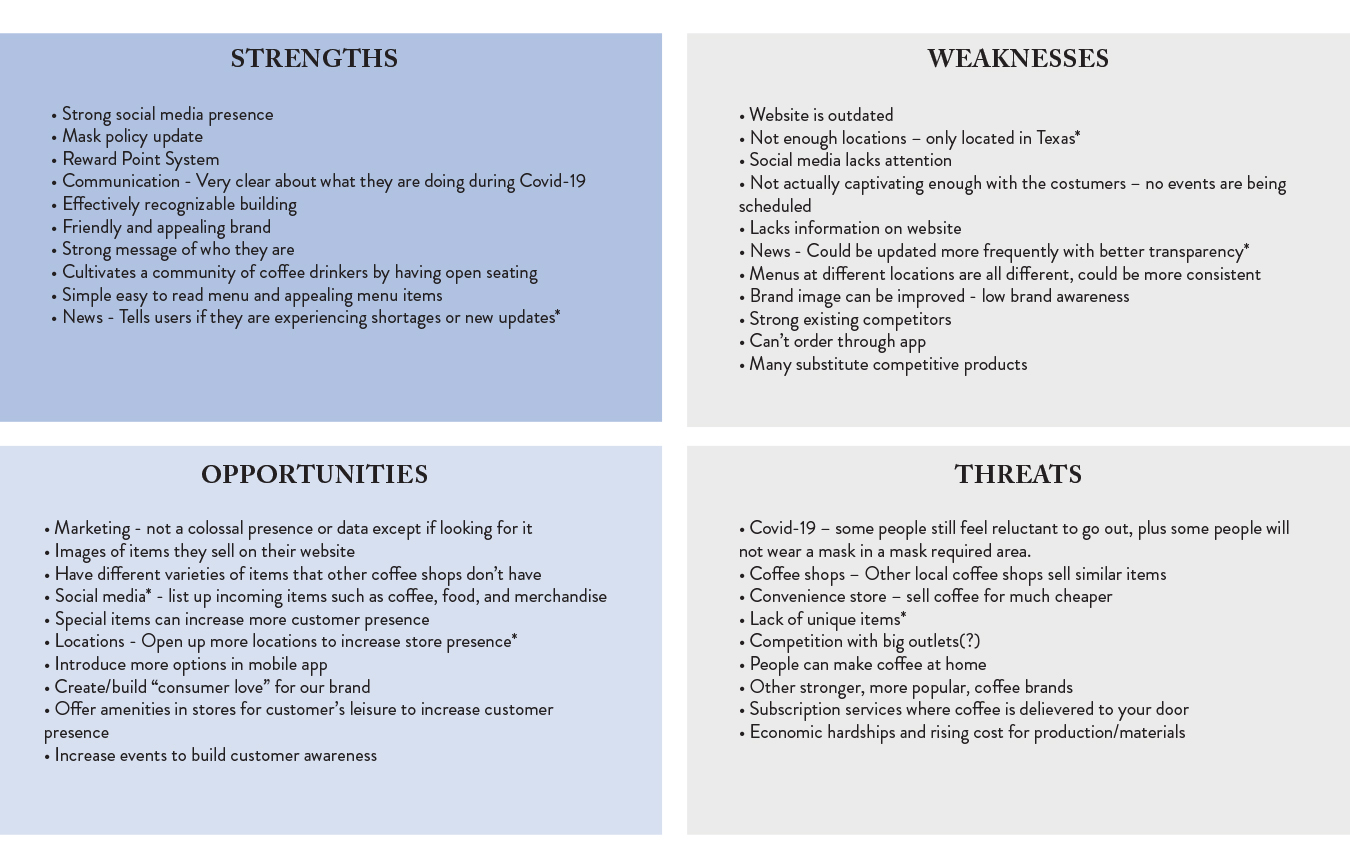 STRENGTHS
• Strong social media presence
• Mask policy update
• Reward Point System
• Communication - Very clear about what they are doing during Covid-19
• Effectively recognizable building
• Friendly and appealing brand
• Strong message of who they are
• Cultivates a community of coffee drinkers by having open seating
• Simple easy to read menu and appealing menu items
• News - Tells users if they are experiencing shortages or new updates*
WEAKNESSES
• Website is outdated
• Not enough locations – only located in Texas*
• Social media lacks attention
• Not actually captivating enough with the costumers – no events are being
scheduled
• Lacks information on website
• News - Could be updated more frequently with better transparency*
• Menus at different locations are all different, could be more consistent
• Brand image can be improved - low brand awareness
• Strong existing competitors
• Can’t order through app
• Many substitute competitive products
OPPORTUNITIES
• Marketing - not a colossal presence or data except if looking for it
• Images of items they sell on their website
• Have different varieties of items that other coffee shops don’t have
• Social media* - list up incoming items such as coffee, food, and merchandise
• Special items can increase more customer presence
• Locations - Open up more locations to increase store presence*
• Introduce more options in mobile app
• Create/build “consumer love” for our brand
• Offer amenities in stores for customer’s leisure to increase customer
presence
• Increase events to build customer awareness
THREATS
• Covid-19 – some people still feel reluctant to go out, plus some people will
not wear a mask in a mask required area.
• Coffee shops – Other local coffee shops sell similar items
• Convenience store – sell coffee for much cheaper
• Lack of unique items*
• Competition with big outlets(?)
• People can make coffee at home
• Other stronger, more popular, coffee brands
• Subscription services where coffee is delievered to your door
• Economic hardships and rising cost for production/materials